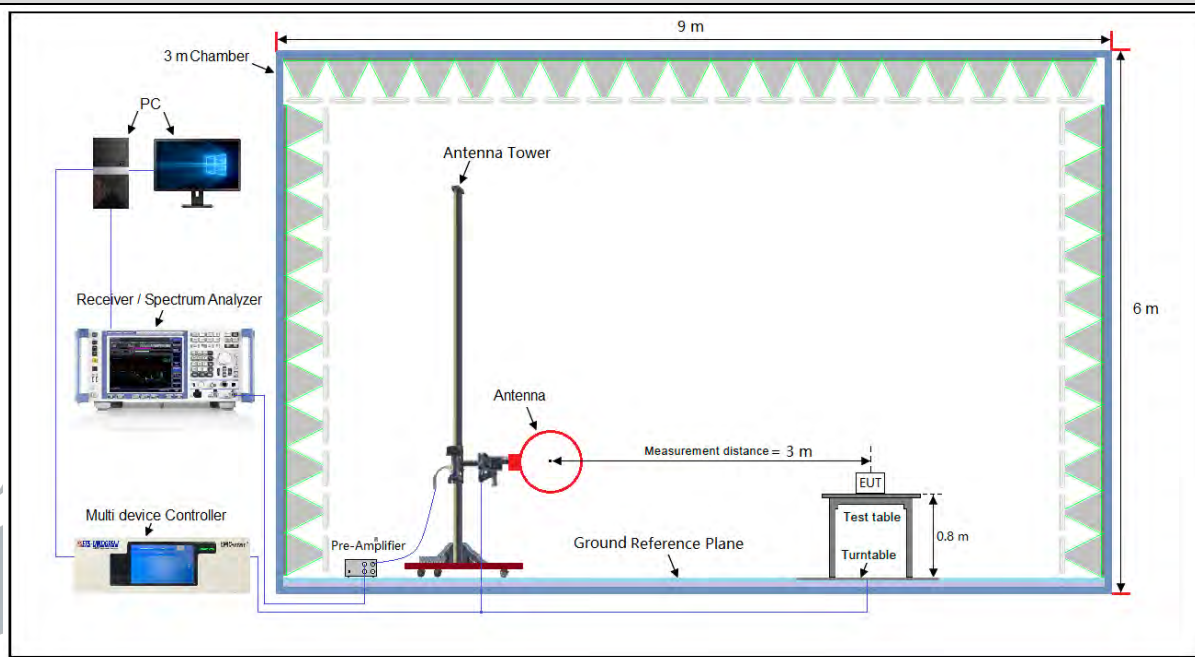 9 m
3 m Chamber
PC
Antenna Tower
Receiver / Spectrum Analyzer
6 m
Antenna
Measurement distance = 3 m
EUT
Multi device Controller
Test table
0.8 m
Pre-Amplifier
Ground Reference Plane
Turntable